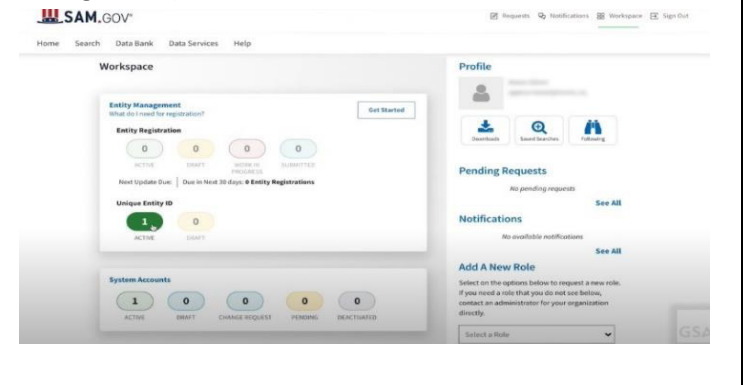 SAM.GOV®
Requests Notifications Workspace Sign Out
Home Search Data Bank Data Services Help
Workspace
Entity Management
What do I need for registration?
Get Started
Entity Registration
0 0 0 0
ACTIVE DRAFT WORK IN PROGRESS SUBMITTED
Next Update Due: Due in Next 30 days: 0 Entity Registrations
Unique Entity ID
1 0
ACTIVE DRAFT
System Accounts
1 0 0 0 0
ACTIVE DRAFT CHANGE REQUEST PENDING DEACTIVATED
Profile
Downloads Saved Searches Following
Pending Requests
No pending requests
See All
Notifications
No available notifications
See All
Add A New Role
Select on the options below to request a new role.
If you need a role that you do not see below,
contact an administrator for your organization
directly.
Select a Role
GSA